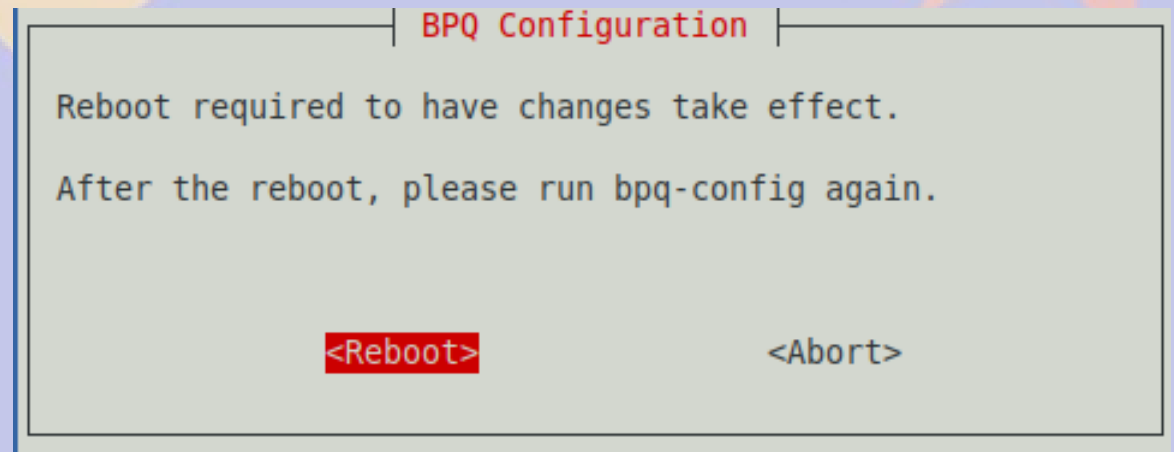 BPQ Configuration
Reboot required to have changes take effect.
After the reboot, please run bpq-config again.
<Reboot> <Abort>